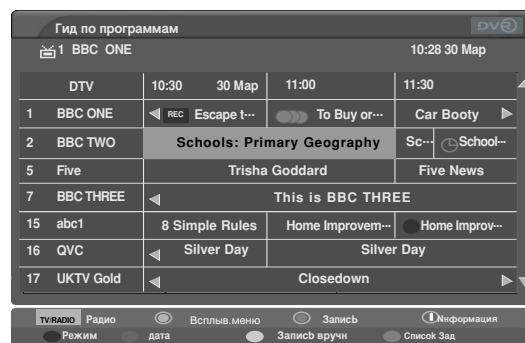 Гид по программам DVR
1 BBC ONE 10:28 30 Мар
DTV 10:30 30 Мар 11:00 11:30
1 BBC ONE REC Escape t··· To Buy or··· Car Booty
2 BBC TWO Schools: Primary Geography Sc··· School···
5 Five Trisha Goddard Five News
7 BBC THREE This is BBC THREE
15 abc1 8 Simple Rules Home Improvem··· Home Improv···
16 QVC Silver Day Silver Day
17 UKTV Gold Closedown
TV/RADIO Радио Всплыв.меню Запись Информация
Режим дата Запись вручн Список Зад